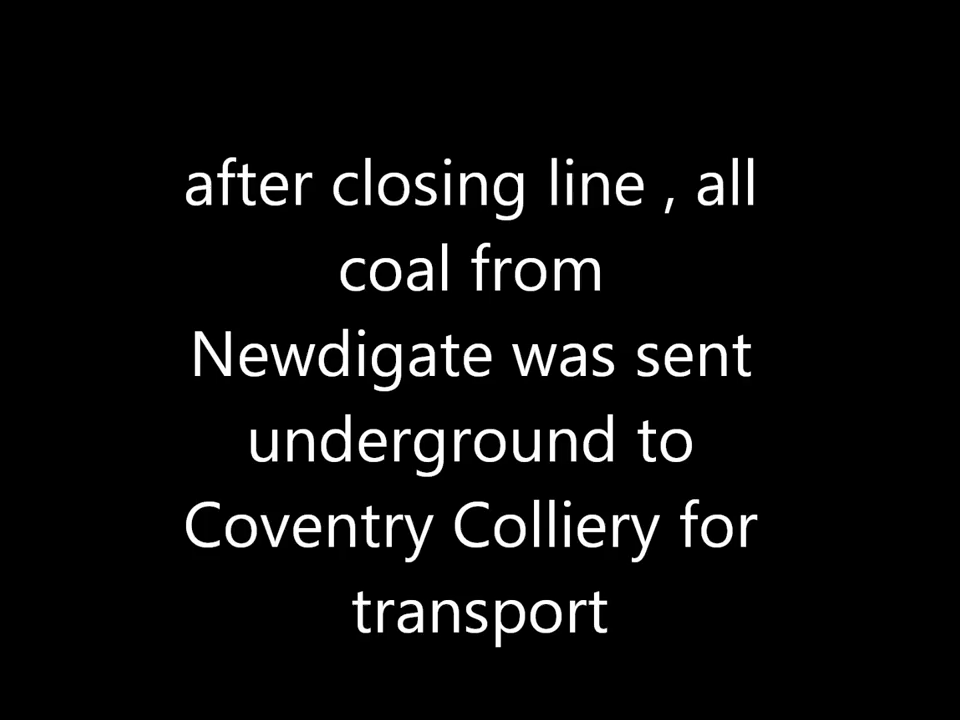 after closing line , all
coal from
Newdigate was sent
underground to
Coventry Colliery for
transport